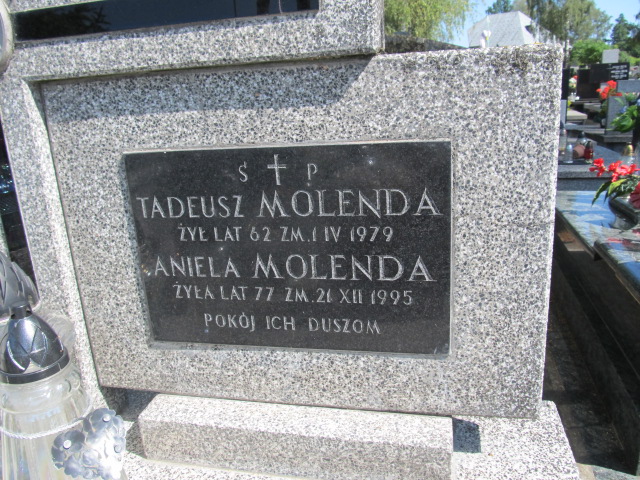 Ś P
TADEUSZ MOLENDA
ŻYŁ LAT 62 ZM. 1 IV 1979
ANIELA MOLENDA
ŻYŁA LAT 77 ZM. 21 XII 1995
POKÓJ ICH DUSZOM